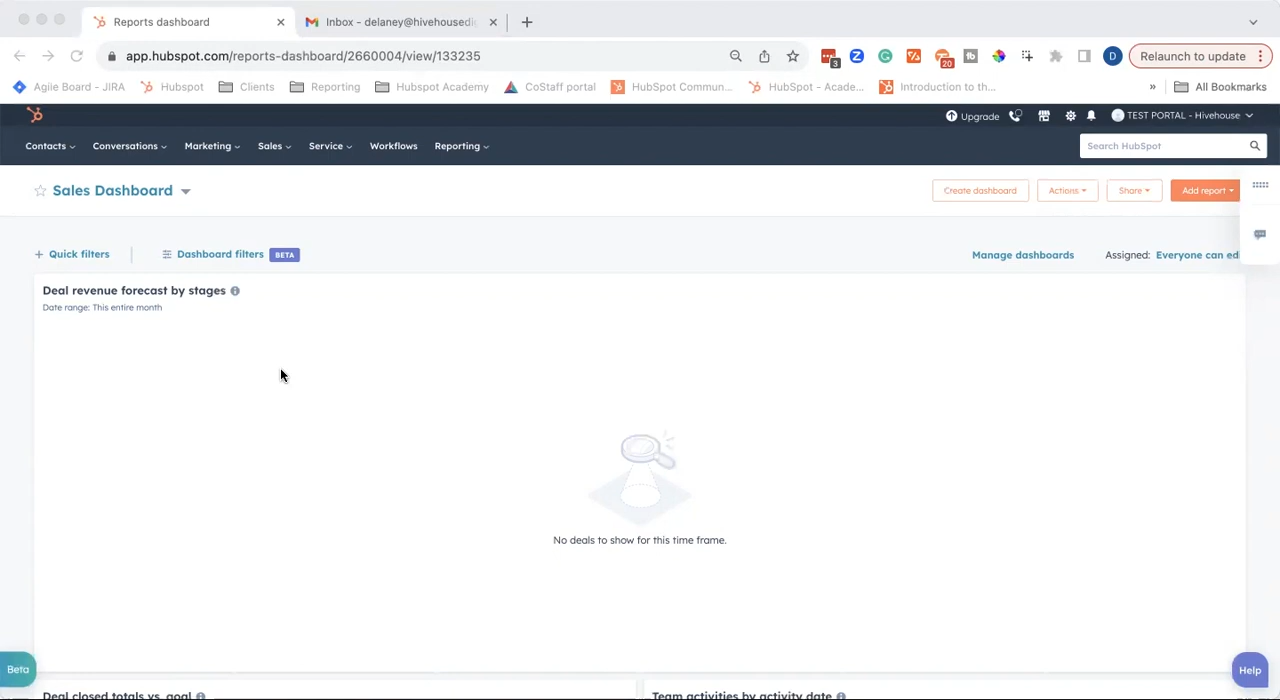 Reports dashboard
Inbox - delaney@hivehousedi
app.hubspot.com/reports-dashboard/2660004/view/133235
3
20
D
Relaunch to update
Agile Board - JIRA
Hubspot
Clients
Reporting
Hubspot Academy
CoStaff portal
HubSpot Commun...
HubSpot - Acade...
Introduction to th...
»
All Bookmarks
Upgrade
TEST PORTAL - Hivehouse
Contacts
Conversations
Marketing
Sales
Service
Workflows
Reporting
Search HubSpot
Sales Dashboard
Create dashboard
Actions
Share
Add report
+ Quick filters
Dashboard filters BETA
Manage dashboards
Assigned: Everyone can edi
Deal revenue forecast by stages
Date range: This entire month
No deals to show for this time frame.
Beta
Help
Deal closed totals vs. goal
Team activities by activity date